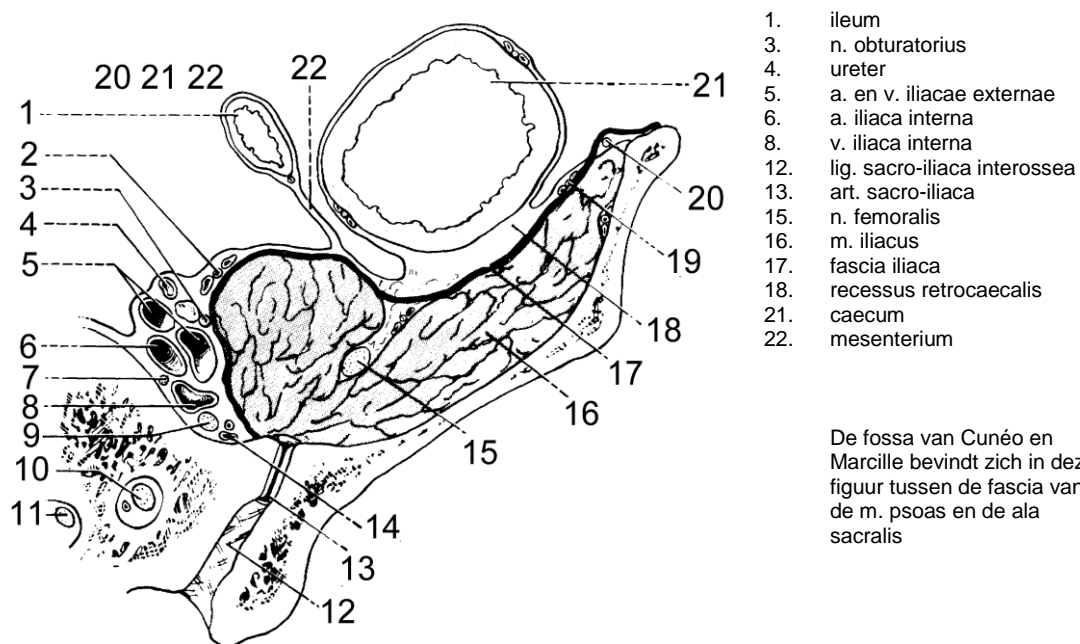 20 21 22
22
21
1
2
3
4
5
6
7
8
9
10
11
20
19
18
17
16
15
14
13
12
1. ileum
3. n. obturatorius
4. ureter
5. a. en v. iliacae externae
6. a. iliaca interna
8. v. iliaca interna
12. lig. sacro-iliaca interossea
13. art. sacro-iliaca
15. n. femoralis
16. m. iliacus
17. fascia iliaca
18. recessus retrocaecalis
21. caecum
22. mesenterium
De fossa van Cunéo en
Marcille bevindt zich in dez
figuur tussen de fascia van
de m. psoas en de ala
sacralis